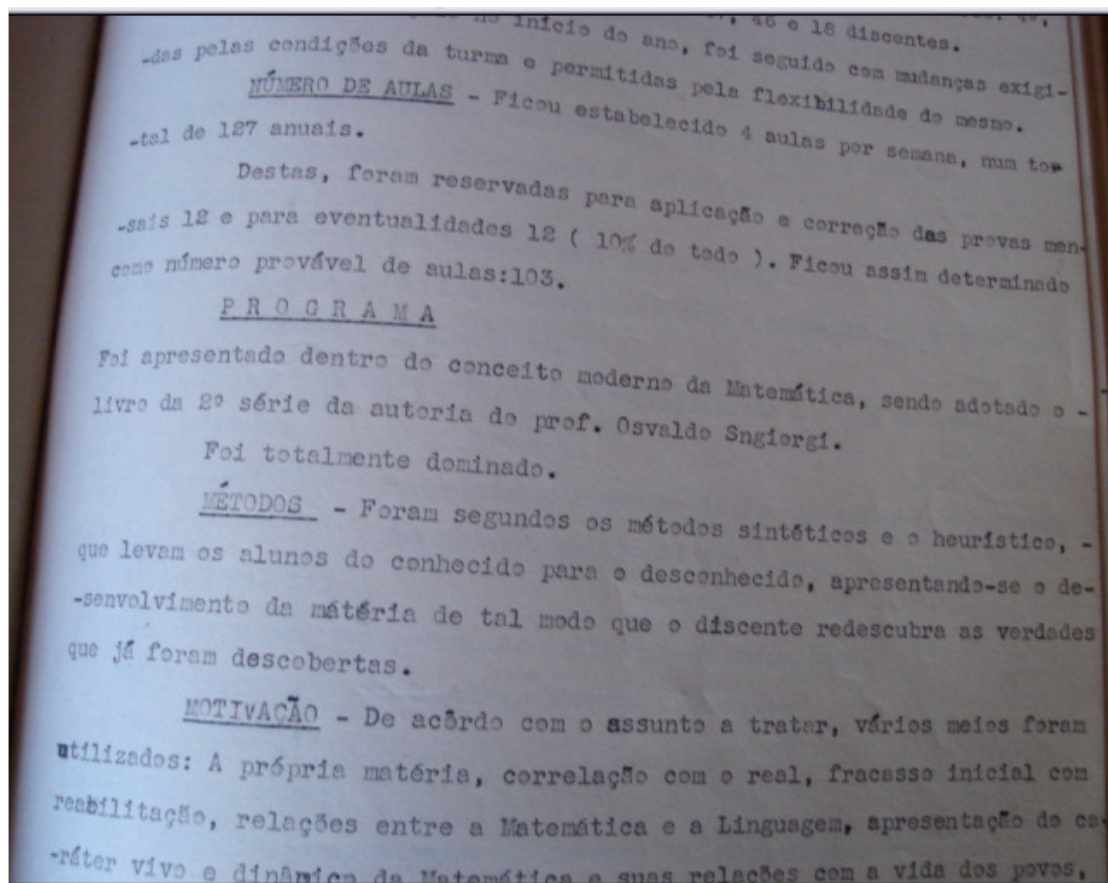 início do ano, foi seguido com mudanças exigi-
48 e 18 discentes.
-das pelas condições da turma e permitidas pela flexibilidade do mesmo.
NÚMERO DE AULAS - Ficou estabelecido 4 aulas por semana, num to-
-tal de 127 anuais.
Destas, foram reservadas para aplicação e correção das provas men-
-sais 12 e para eventualidades 12 ( 10% do todo ). Ficou assim determinado
como número provável de aulas:103.
P R O G R A M A
Foi apresentado dentro do conceito moderno da Matemática, sendo adotado o -
livro da 2º série da autoria do prof. Osvaldo Sngiorgi.
Foi totalmente dominado.
MÉTODOS - Foram segundos os métodos sintéticos e o heurístico, -
que levam os alunos do conhecido para o desconhecido, apresentando-se o de-
-senvolvimento da mátéria de tal modo que o discente redescubra as verdades
que já foram descobertas.
MOTIVAÇÃO - De acôrdo com o assunto a tratar, vários meios foram
utilizados: A própria matéria, correlação com o real, fracasso inicial com
reabilitação, relações entre a Matemática e a Linguagem, apresentação do ca-
-ráter vivo e dinâmico da Matemática e suas relações com a vida dos povos,